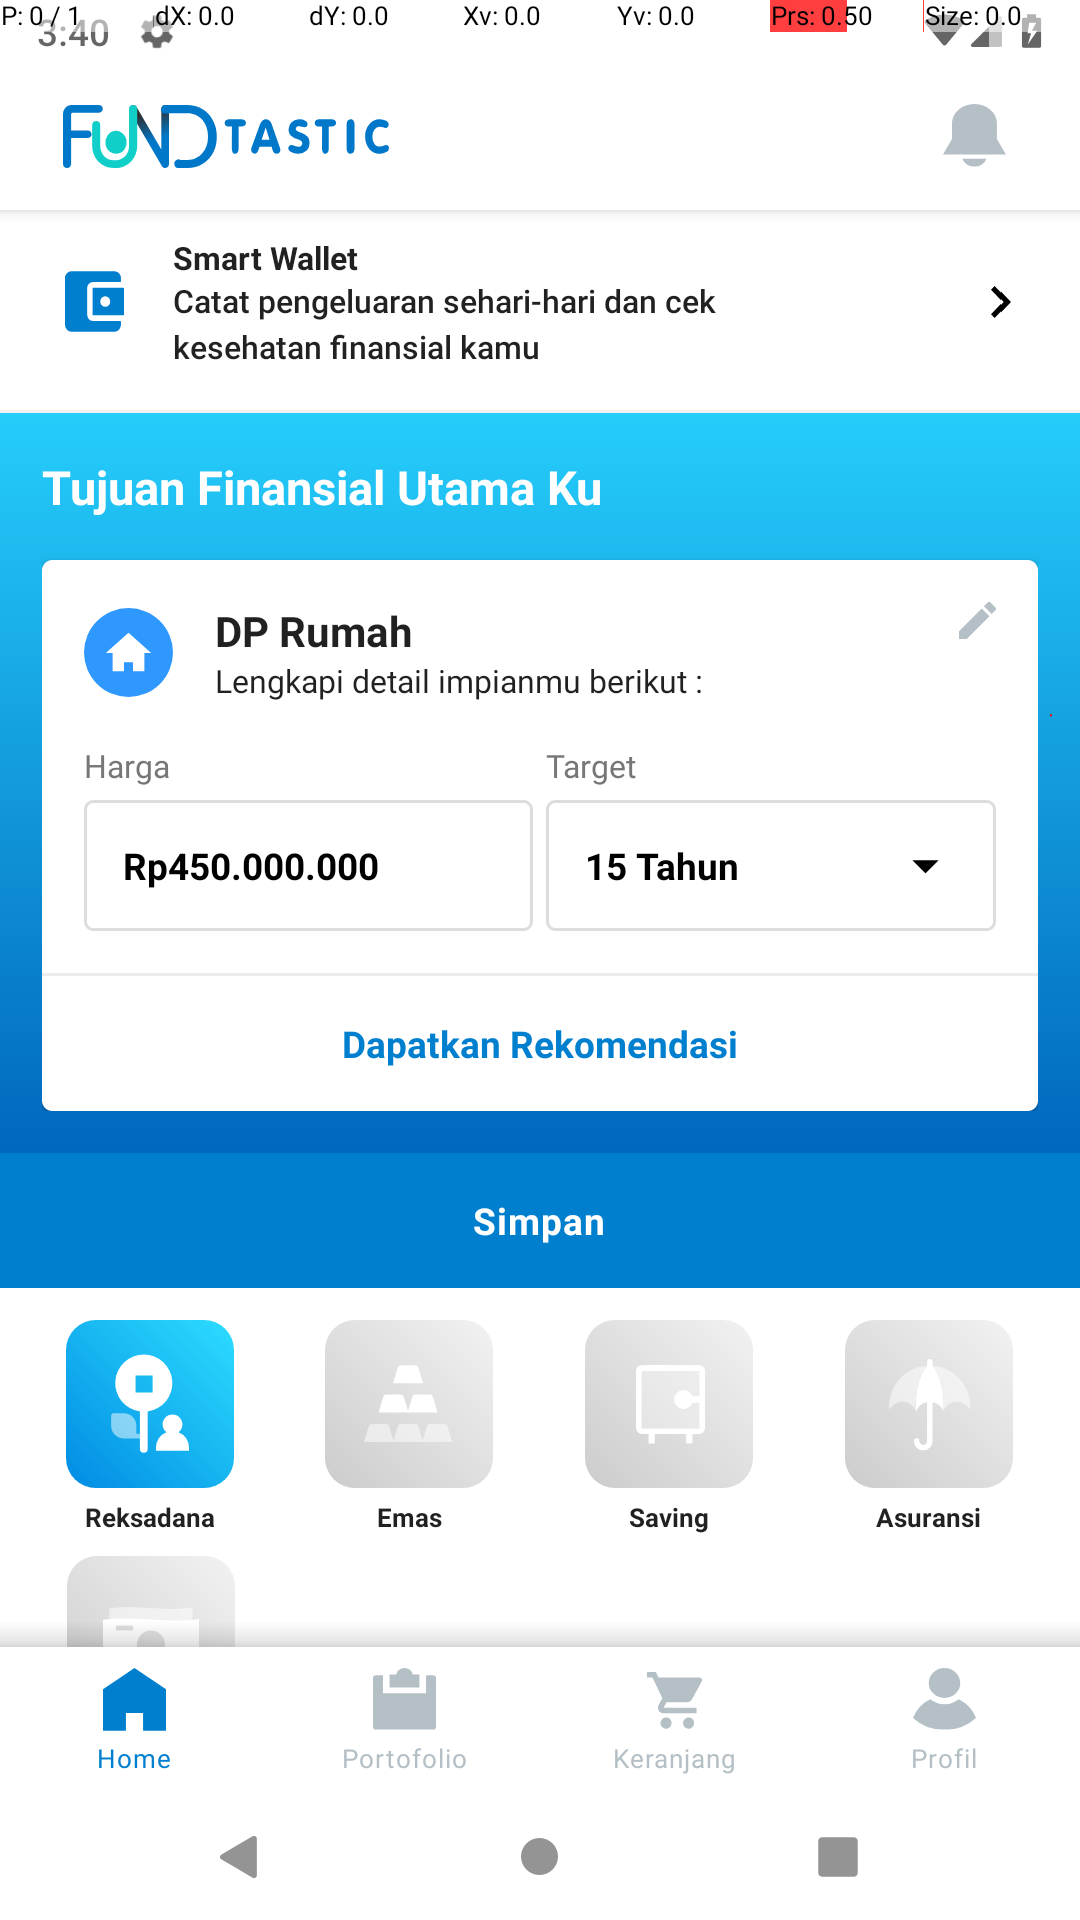 P: 0 / 1 dX: 0.0 dY: 0.0 Xv: 0.0 Yv: 0.0 Prs: 0.50 Size: 0.0
3:40
FUNDTASTIC
Smart Wallet
Catat pengeluaran sehari-hari dan cek
kesehatan finansial kamu
Tujuan Finansial Utama Ku
DP Rumah
Lengkapi detail impianmu berikut :
Harga Target
Rp450.000.000 15 Tahun
Dapatkan Rekomendasi
Simpan
Reksadana Emas Saving Asuransi
Home Portofolio Keranjang Profil